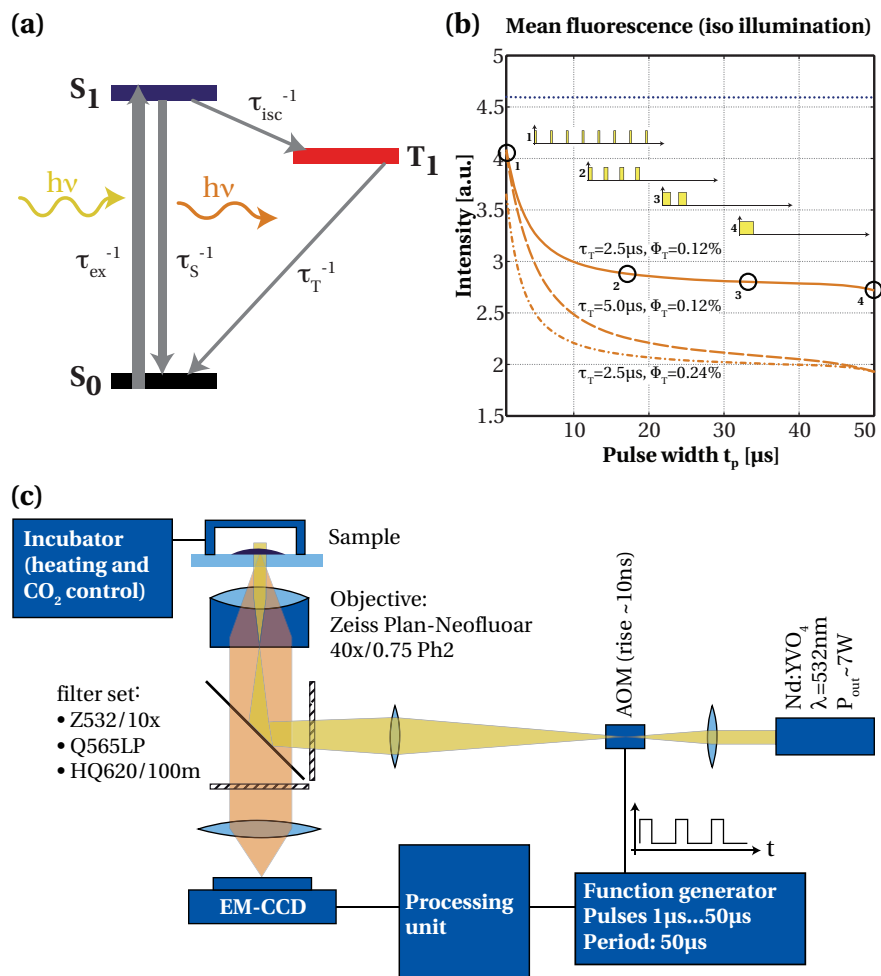 (a)
S1
τisc-1
T1
hν
hν
τex-1
τS-1
τT-1
S0
(b)
Mean fluorescence (iso illumination)
Intensity [a.u.]
5
4.5
4
3.5
3
2.5
2
1.5
10
20
30
40
50
Pulse width tp [µs]
1
2
3
4
1
2
3
4
τT=2.5µs, ΦT=0.12%
τT=5.0µs, ΦT=0.12%
τT=2.5µs, ΦT=0.24%
(c)
Incubator
(heating and
CO2 control)
Sample
Objective:
Zeiss Plan-Neofluoar
40x/0.75 Ph2
filter set:
• Z532/10x
• Q565LP
• HQ620/100m
AOM (rise ~10ns)
Nd:YVO4
λ=532nm
Pout~7W
t
EM-CCD
Processing
unit
Function generator
Pulses 1µs...50µs
Period: 50µs